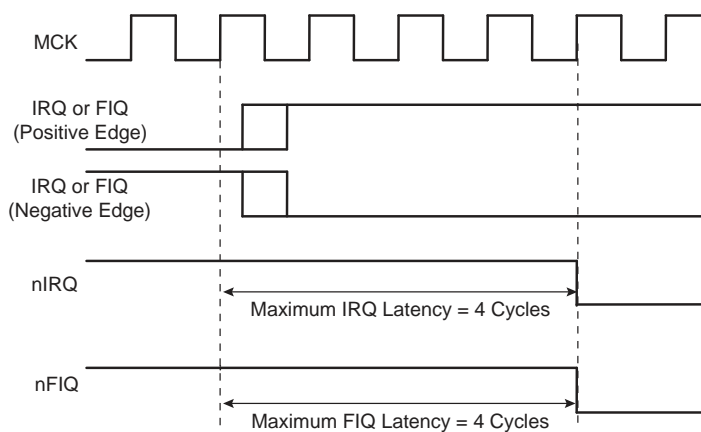 MCK
IRQ or FIQ
(Positive Edge)
IRQ or FIQ
(Negative Edge)
nIRQ
Maximum IRQ Latency = 4 Cycles
nFIQ
Maximum FIQ Latency = 4 Cycles